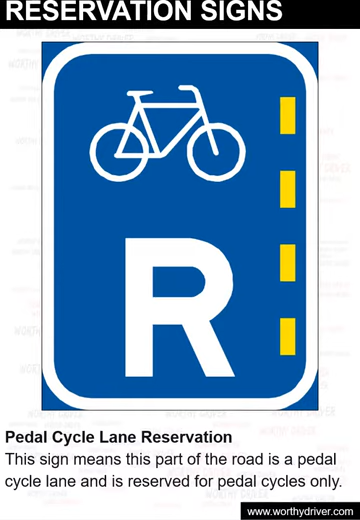 RESERVATION SIGNS
R
Pedal Cycle Lane Reservation
This sign means this part of the road is a pedal
cycle lane and is reserved for pedal cycles only.
www.worthydriver.com